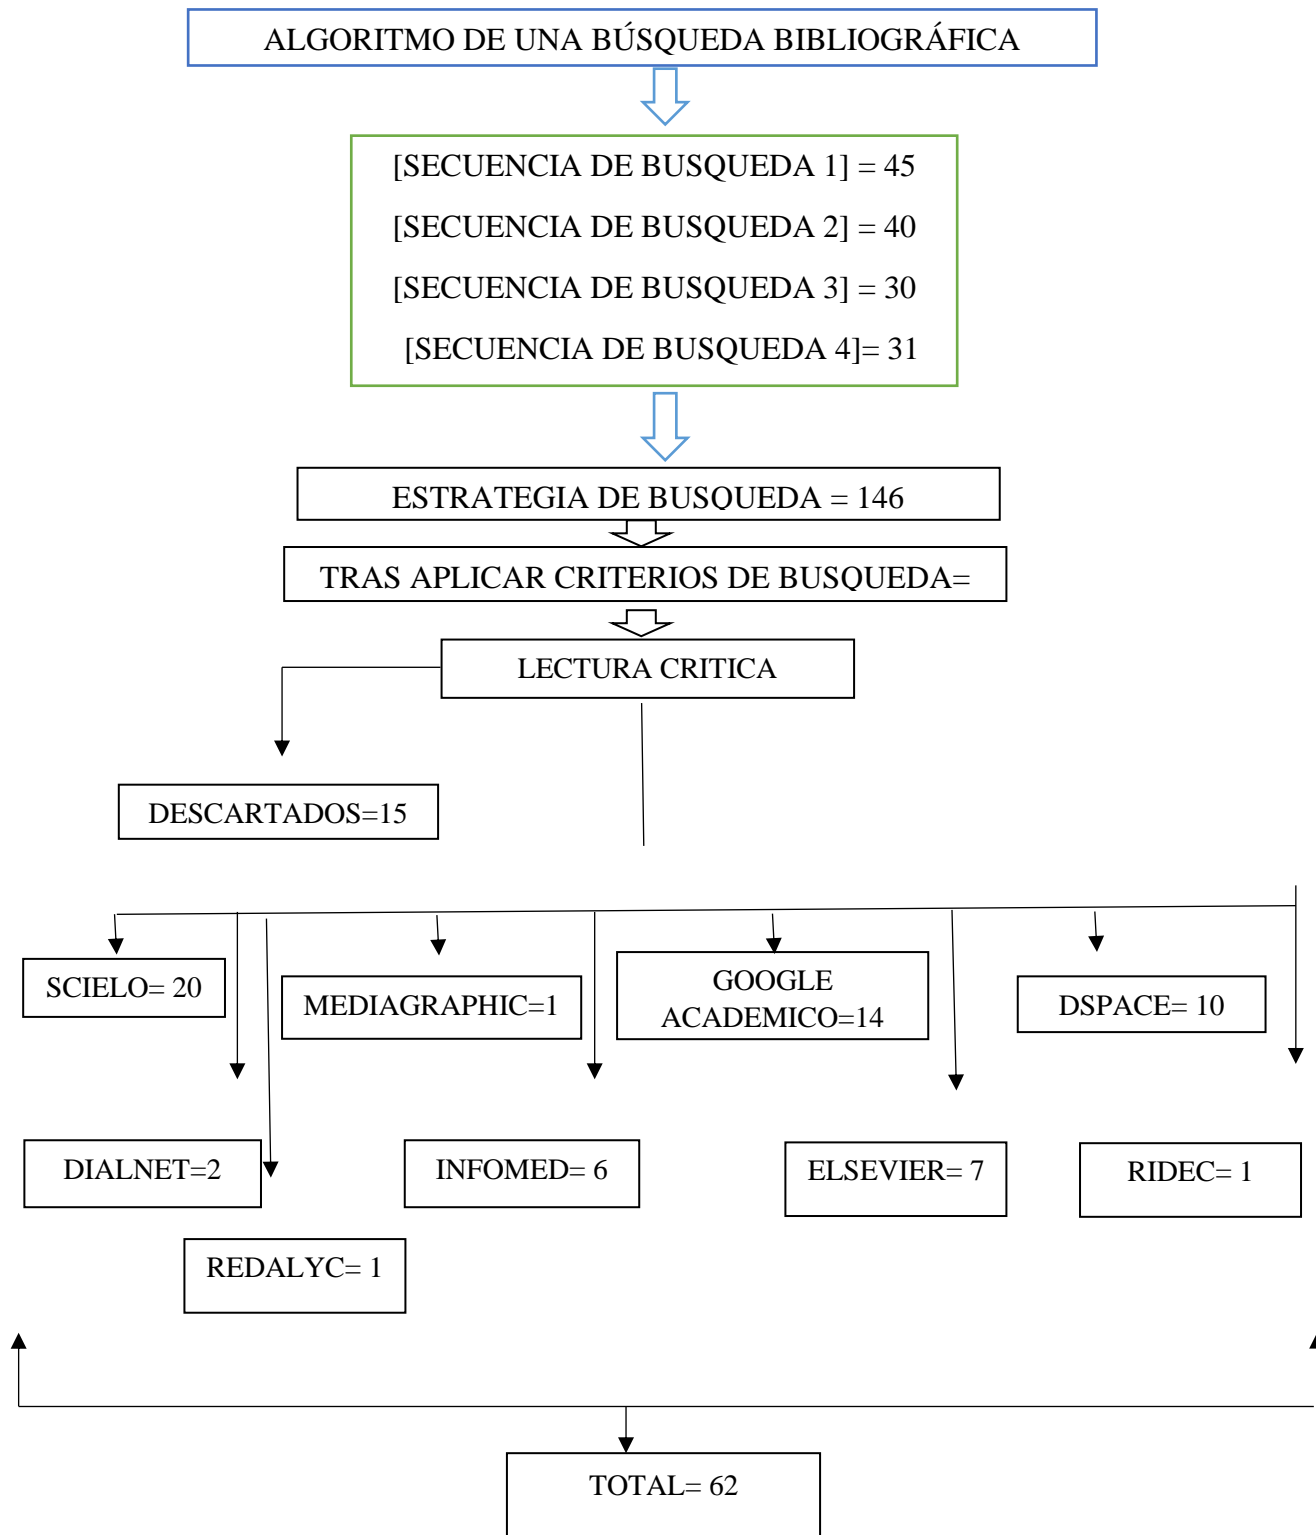 ALGORITMO DE UNA BÚSQUEDA BIBLIOGRÁFICA
[SECUENCIA DE BUSQUEDA 1] = 45
[SECUENCIA DE BUSQUEDA 2] = 40
[SECUENCIA DE BUSQUEDA 3] = 30
[SECUENCIA DE BUSQUEDA 4]= 31
ESTRATEGIA DE BUSQUEDA = 146
TRAS APLICAR CRITERIOS DE BUSQUEDA=
LECTURA CRITICA
DESCARTADOS=15
SCIELO= 20
MEDIAGRAPHIC=1
GOOGLE
ACADEMICO=14
DSPACE= 10
DIALNET=2
INFOMED= 6
ELSEVIER= 7
RIDEC= 1
REDALYC= 1
TOTAL= 62